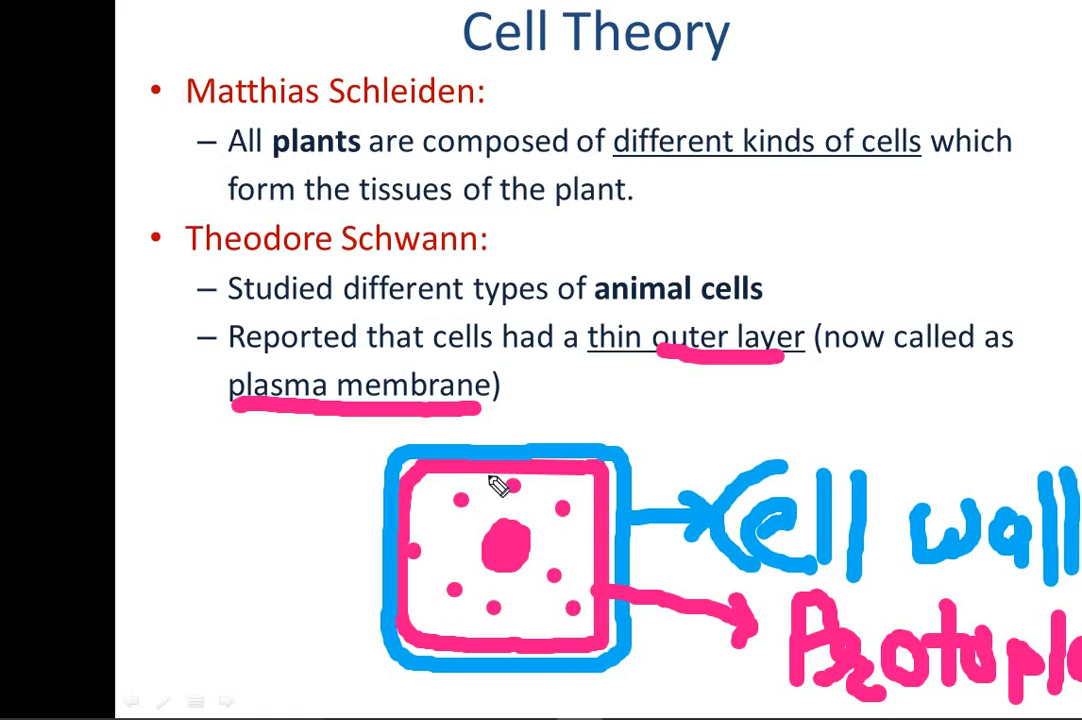 Cell Theory
• Matthias Schleiden:
– All plants are composed of different kinds of cells which
form the tissues of the plant.
• Theodore Schwann:
– Studied different types of animal cells
– Reported that cells had a thin outer layer (now called as
plasma membrane)
Cell wall
Protopla